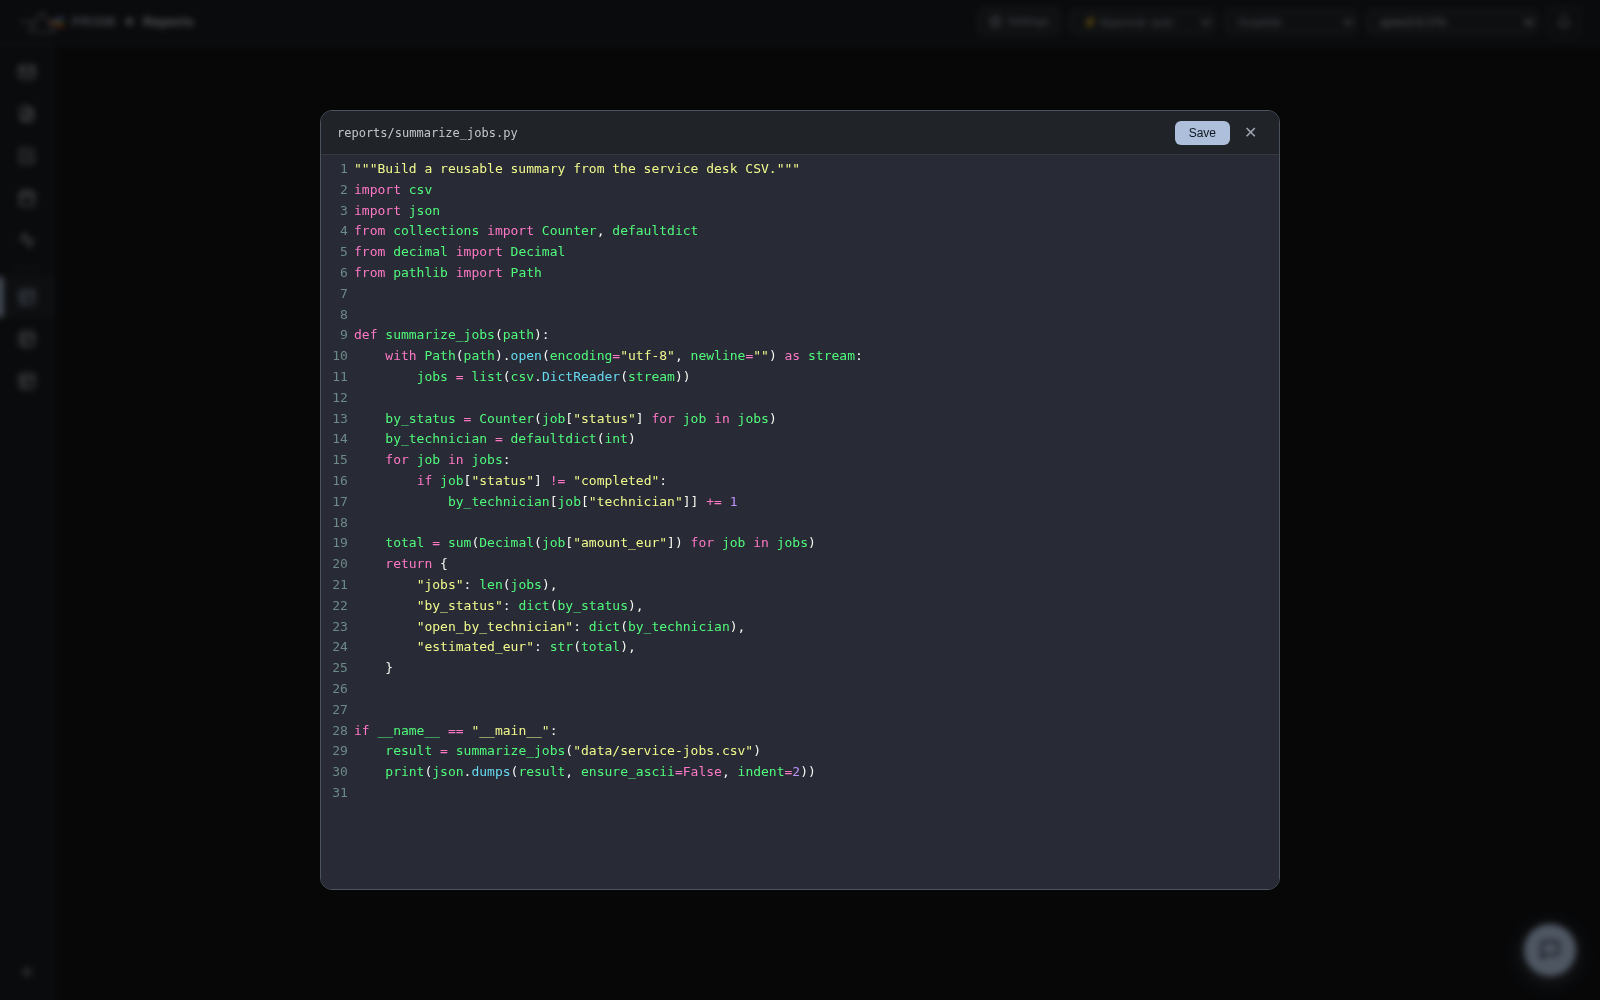 PRISM
Reports
Settings
reports/summarize_jobs.py
Save
1 """Build a reusable summary from the service desk CSV."""
2 import csv
3 import json
4 from collections import Counter, defaultdict
5 from decimal import Decimal
6 from pathlib import Path
7
8
9 def summarize_jobs(path):
10     with Path(path).open(encoding="utf-8", newline="") as stream:
11         jobs = list(csv.DictReader(stream))
12
13     by_status = Counter(job["status"] for job in jobs)
14     by_technician = defaultdict(int)
15     for job in jobs:
16         if job["status"] != "completed":
17             by_technician[job["technician"]] += 1
18
19     total = sum(Decimal(job["amount_eur"]) for job in jobs)
20     return {
21         "jobs": len(jobs),
22         "by_status": dict(by_status),
23         "open_by_technician": dict(by_technician),
24         "estimated_eur": str(total),
25     }
26
27
28 if __name__ == "__main__":
29     result = summarize_jobs("data/service-jobs.csv")
30     print(json.dumps(result, ensure_ascii=False, indent=2))
31